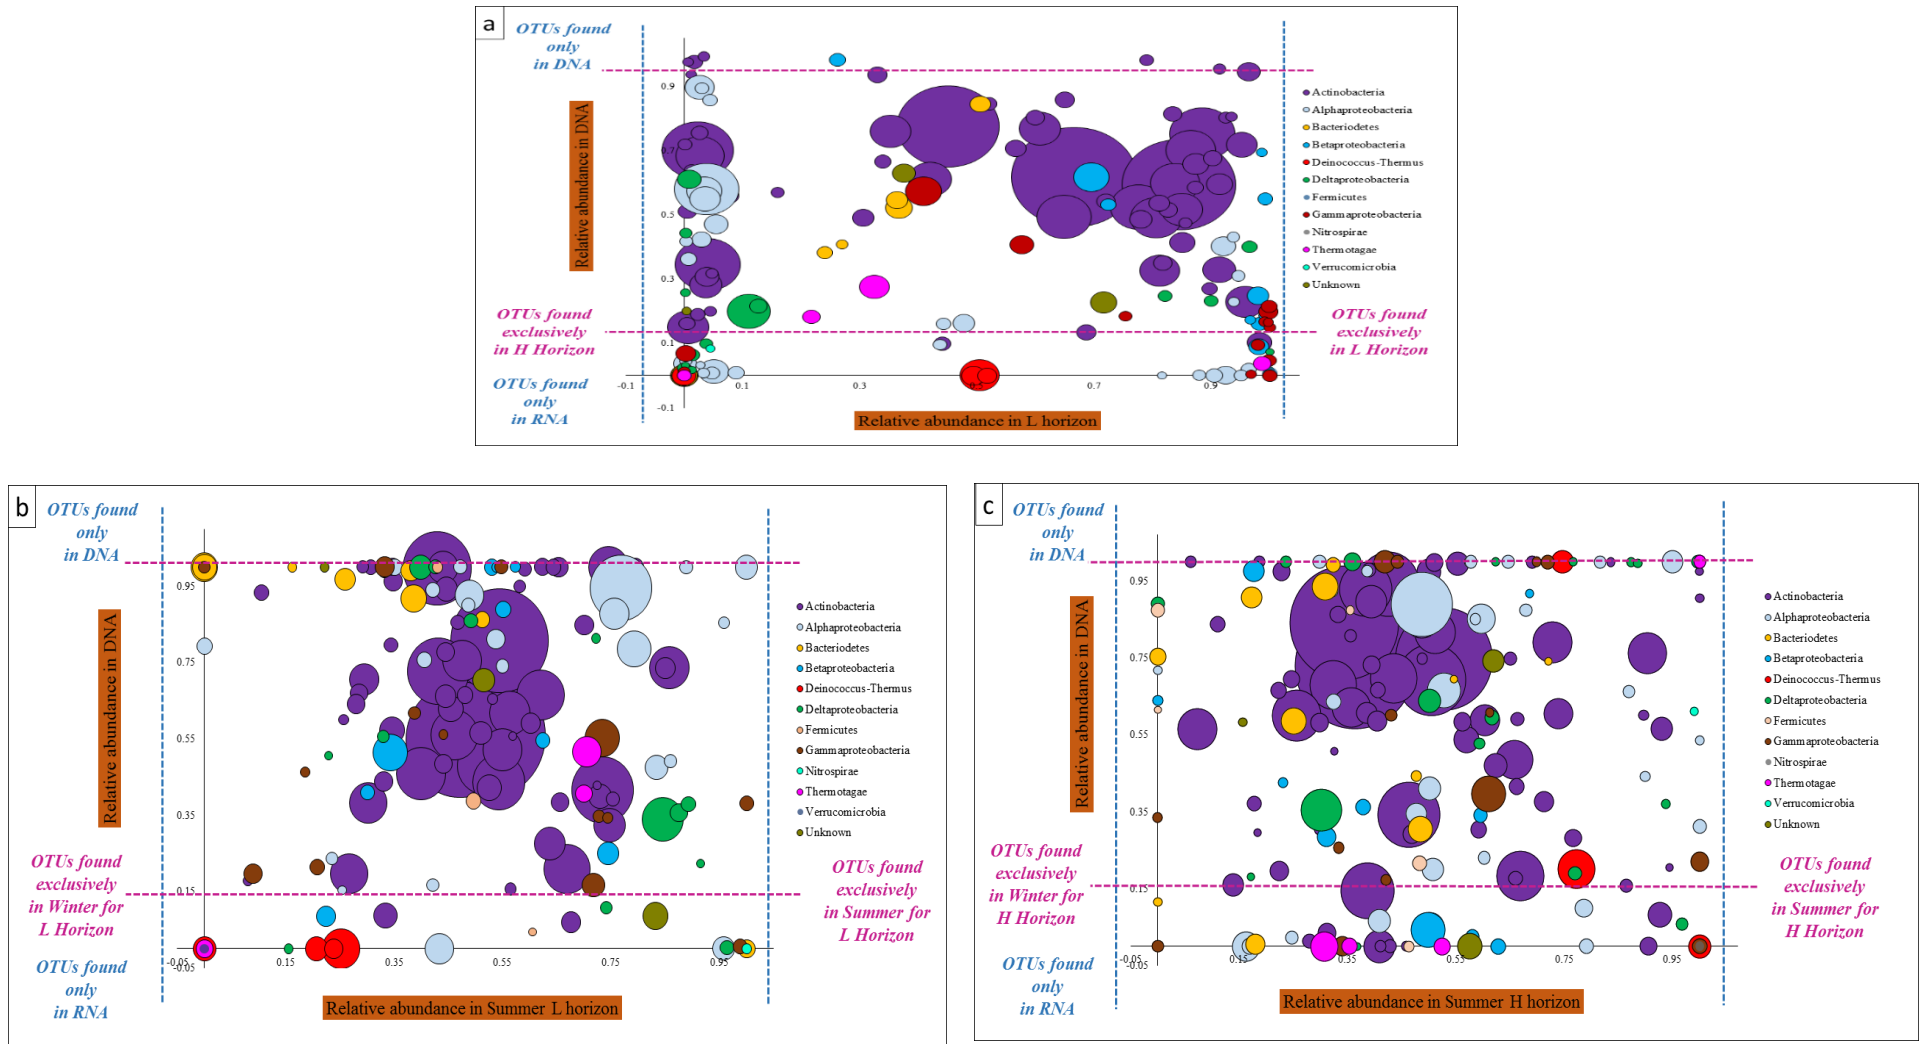 a
OTUs found
only
in DNA
Relative abundance in DNA
0.9
0.7
0.5
0.3
0.1
-0.1
-0.1
0.1
0.3
0.7
0.9
OTUs found
exclusively
in H Horizon
OTUs found
only
in RNA
OTUs found
exclusively
in L Horizon
Relative abundance in L horizon
Actinobacteria
Alphaproteobacteria
Bacteriodetes
Betaproteobacteria
Deinococcus-Thermus
Deltaproteobacteria
Fermicutes
Gammaproteobacteria
Nitrospirae
Thermotagae
Verrucomicrobia
Unknown
b
OTUs found
only
in DNA
Relative abundance in DNA
0.95
0.75
0.55
0.35
0.15
-0.05
-0.05
0.15
0.35
0.55
0.75
0.95
OTUs found
exclusively
in Winter for
L Horizon
OTUs found
only
in RNA
OTUs found
exclusively
in Summer for
L Horizon
Relative abundance in Summer L horizon
Actinobacteria
Alphaproteobacteria
Bacteriodetes
Betaproteobacteria
Deinococcus-Thermus
Deltaproteobacteria
Fermicutes
Gammaproteobacteria
Nitrospirae
Thermotagae
Verrucomicrobia
Unknown
c
OTUs found
only
in DNA
Relative abundance in DNA
0.95
0.75
0.55
0.35
0.15
-0.05
-0.05
0.15
0.35
0.55
0.75
0.95
OTUs found
exclusively
in Winter for
H Horizon
OTUs found
only
in RNA
OTUs found
exclusively
in Summer for
H Horizon
Relative abundance in Summer H horizon
Actinobacteria
Alphaproteobacteria
Bacteriodetes
Betaproteobacteria
Deinococcus-Thermus
Deltaproteobacteria
Fermicutes
Gammaproteobacteria
Nitrospirae
Thermotagae
Verrucomicrobia
Unknown